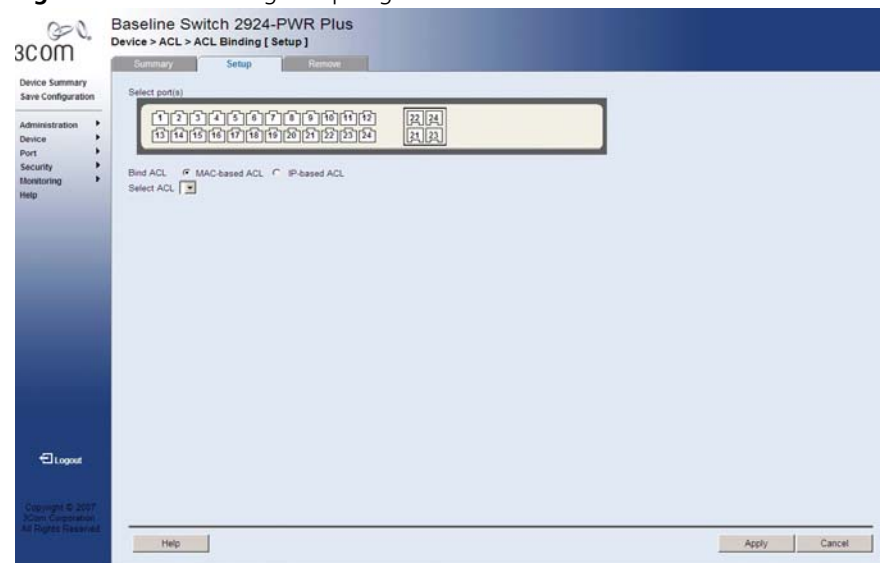 Baseline Switch 2924-PWR Plus
3COM
Device > ACL > ACL Binding [ Setup ]
Summary Setup Remove
Device Summary
Save Configuration
Administration
Device
Port
Security
Monitoring
Help
Select port(s)
1 2 3 4 5 6 7 8 9 10 11 12 22 24
13 14 15 16 17 18 19 20 21 22 23 24 21 23
Bind ACL MAC-based ACL IP-based ACL
Select ACL
Logout
Copyright © 2007
3Com Corporation
All Rights Reserved
Help Apply Cancel